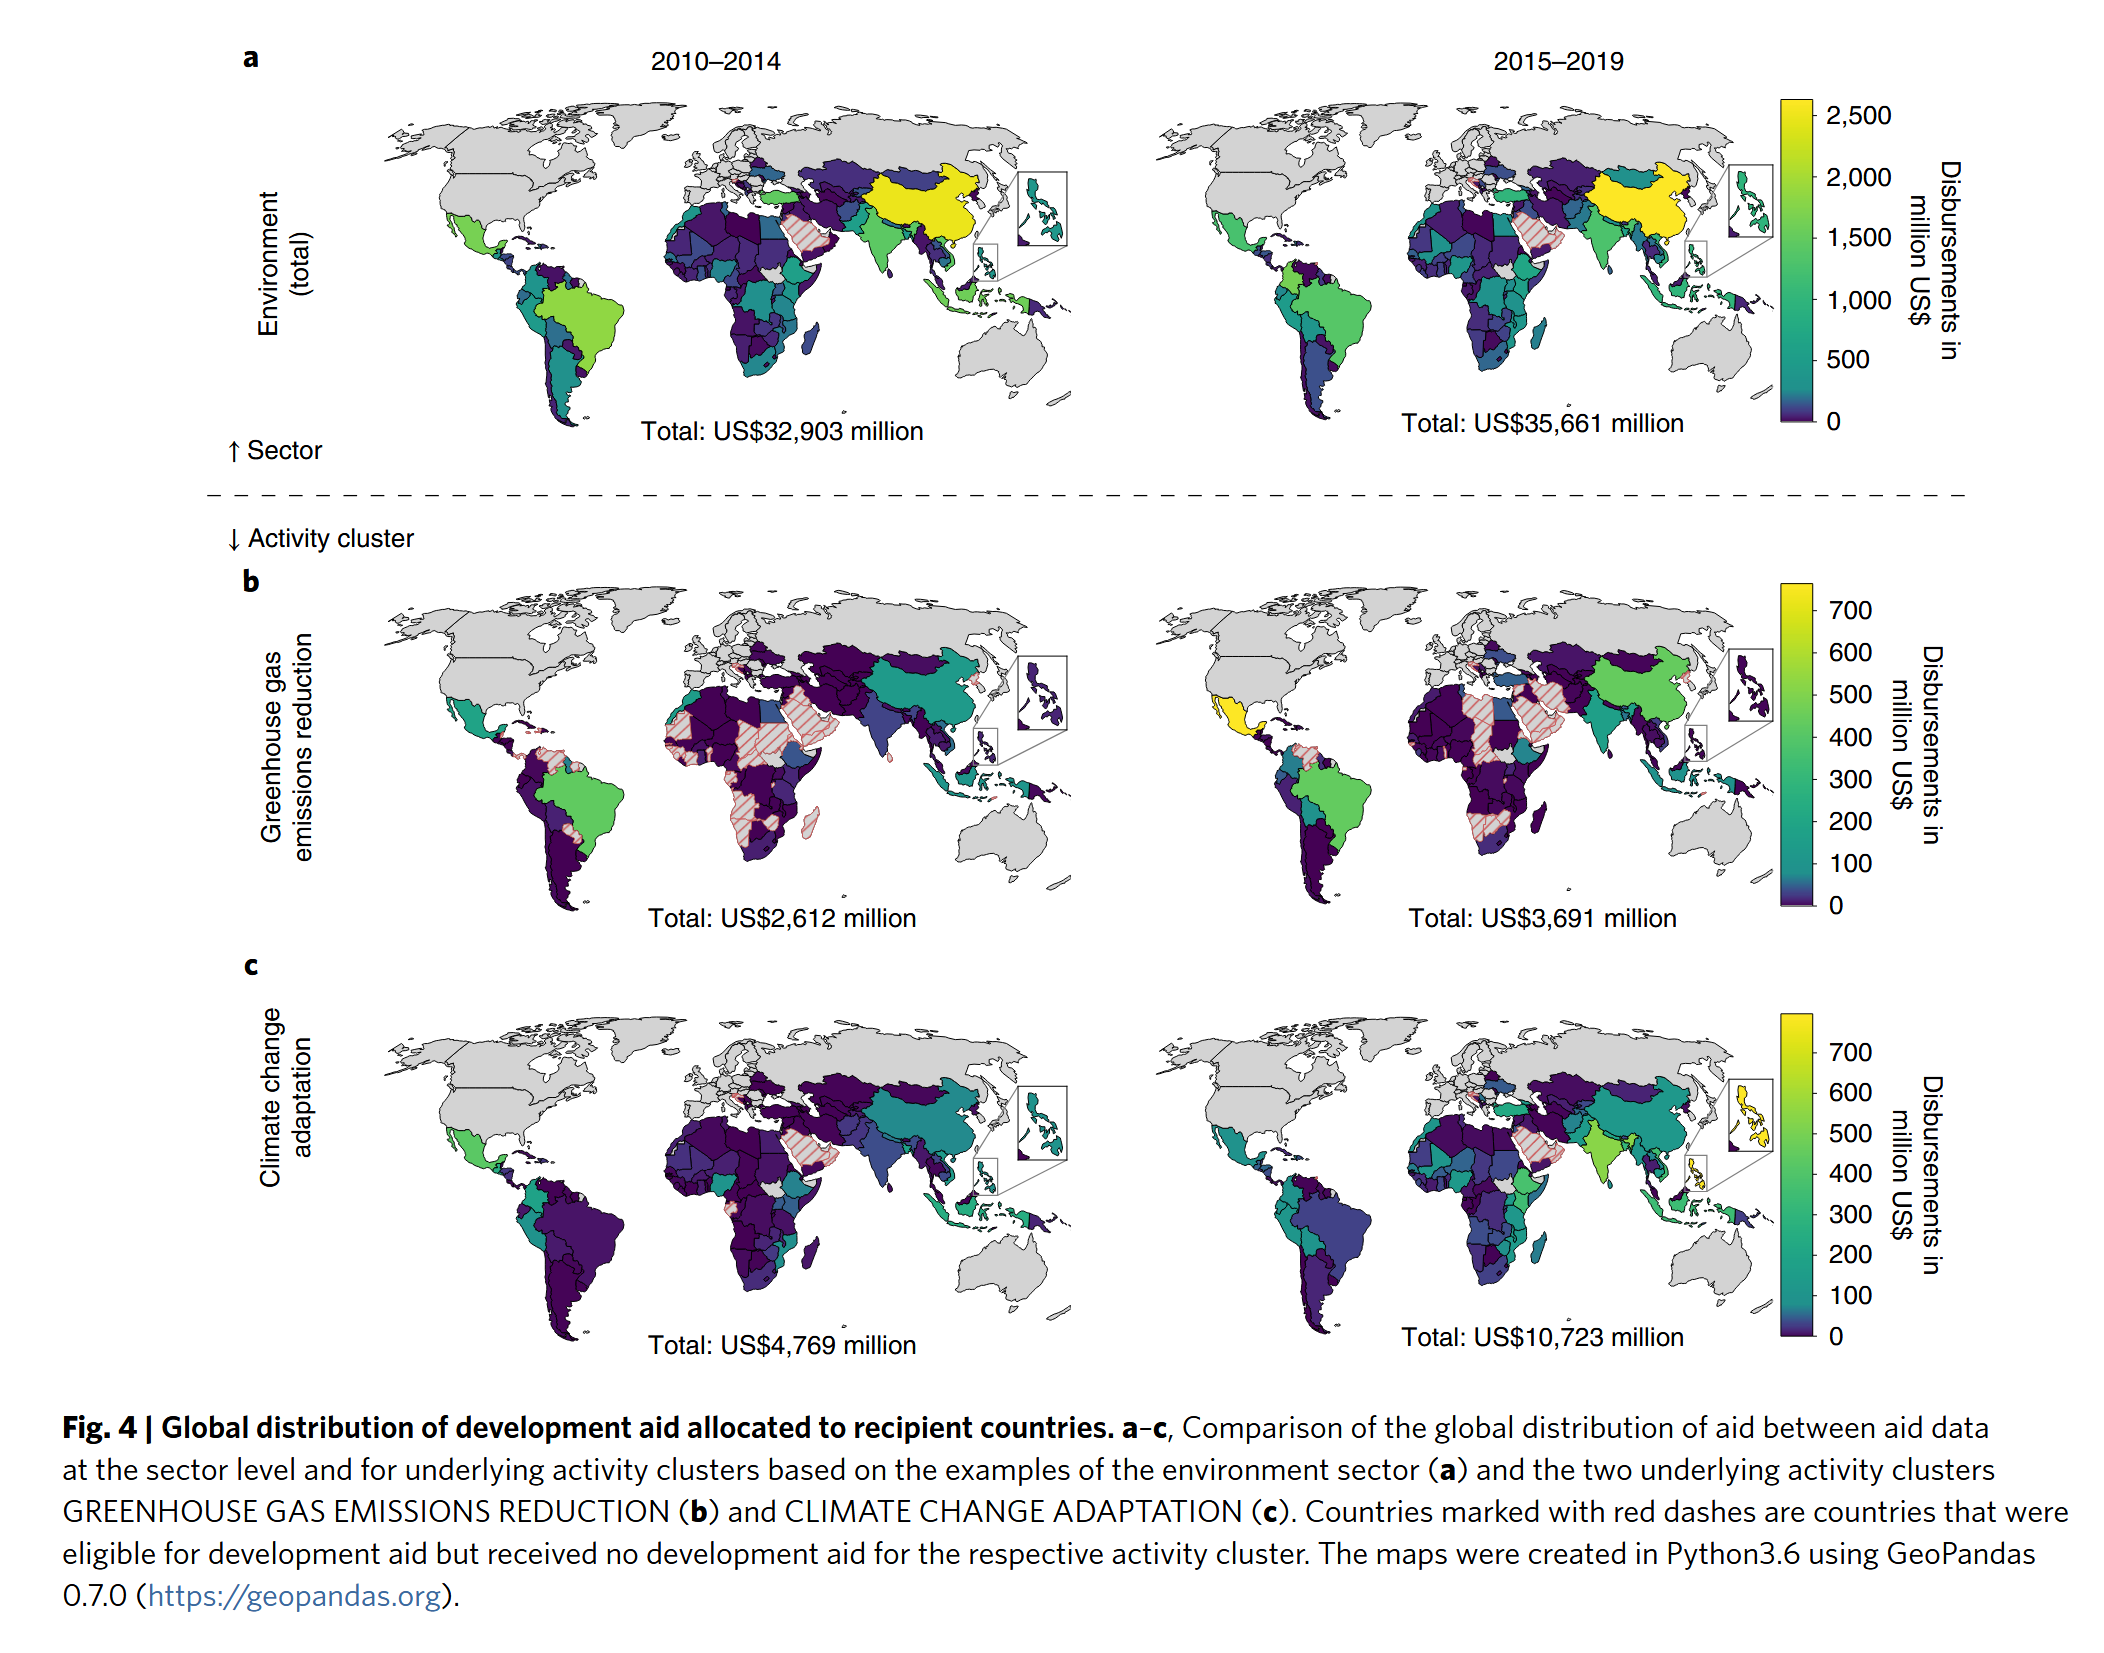 a
2010–2014
2015–2019
Environment
(total)
2,500
2,000
1,500
1,000
500
0
Disbursements in
million US$
Total: US$32,903 million
Total: US$35,661 million
↑ Sector
↓ Activity cluster
b
Greenhouse gas
emissions reduction
700
600
500
400
300
200
100
0
Disbursements in
million US$
Total: US$2,612 million
Total: US$3,691 million
c
Climate change
adaptation
700
600
500
400
300
200
100
0
Disbursements in
million US$
Total: US$4,769 million
Total: US$10,723 million
Fig. 4 | Global distribution of development aid allocated to recipient countries. a–c, Comparison of the global distribution of aid between aid data
at the sector level and for underlying activity clusters based on the examples of the environment sector (a) and the two underlying activity clusters
GREENHOUSE GAS EMISSIONS REDUCTION (b) and CLIMATE CHANGE ADAPTATION (c). Countries marked with red dashes are countries that were
eligible for development aid but received no development aid for the respective activity cluster. The maps were created in Python3.6 using GeoPandas
0.7.0 (https://geopandas.org).